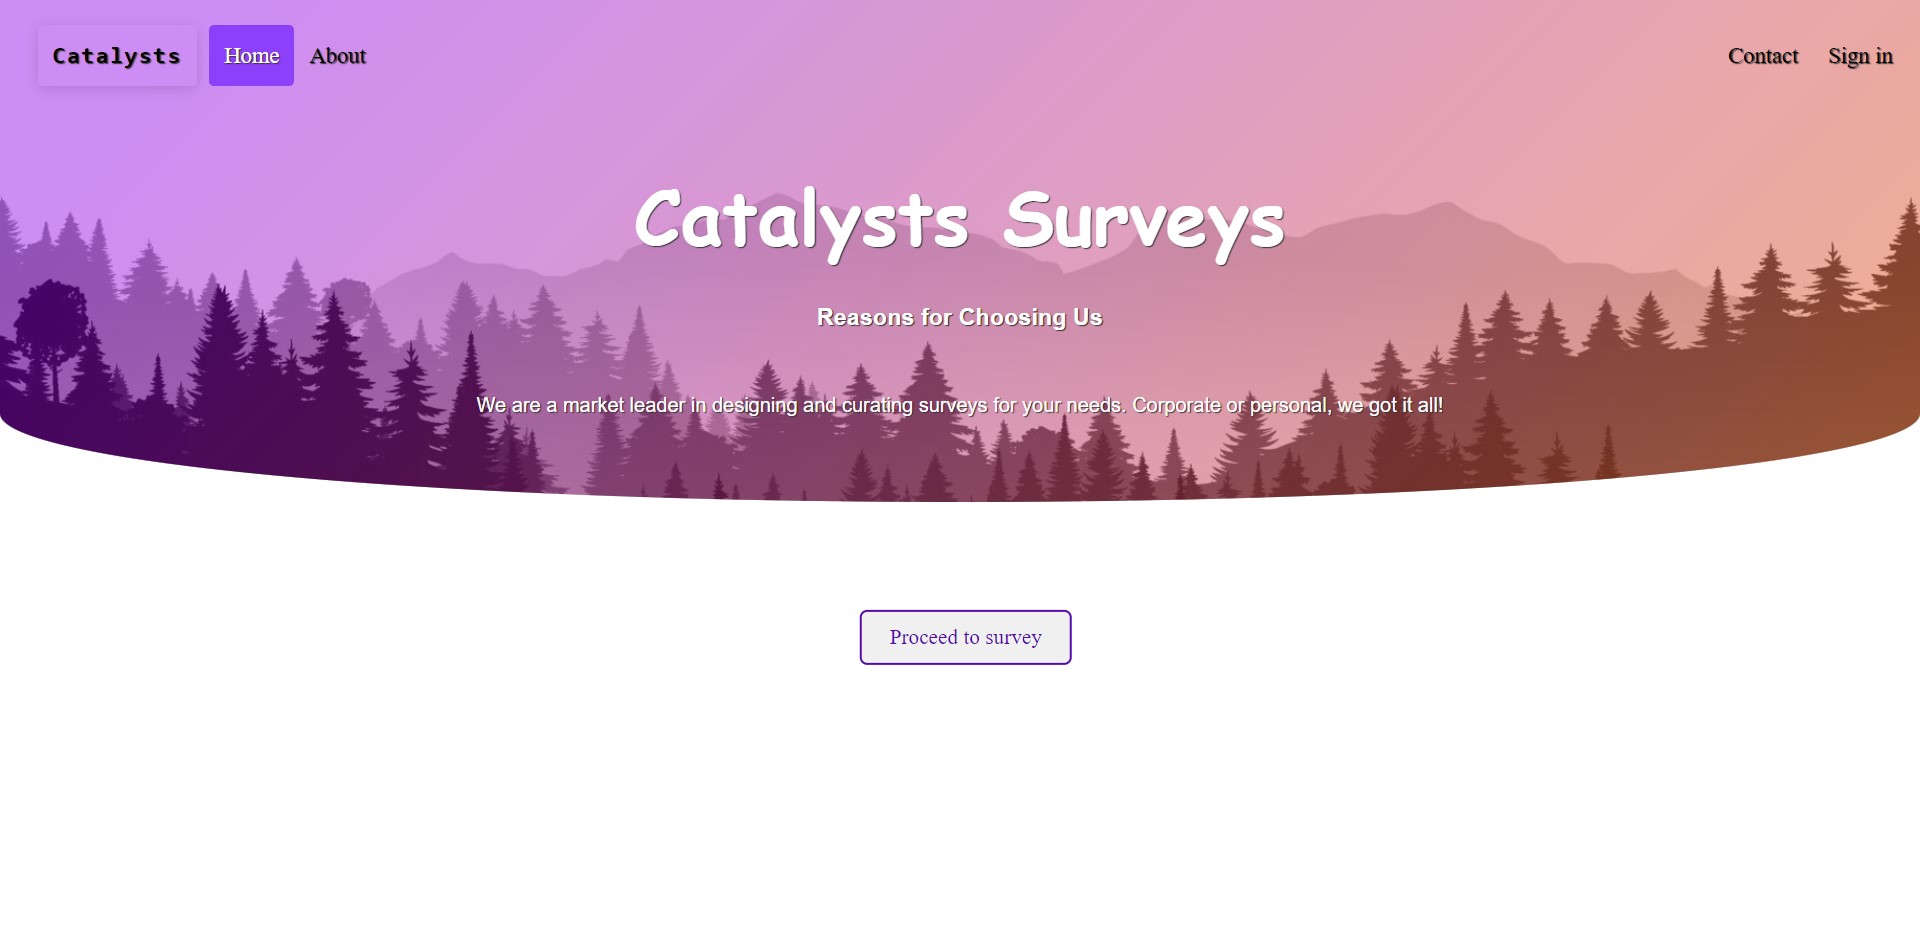 Catalysts Home About Contact Sign in
Catalysts Surveys
Reasons for Choosing Us
We are a market leader in designing and curating surveys for your needs. Corporate or personal, we got it all!
Proceed to survey